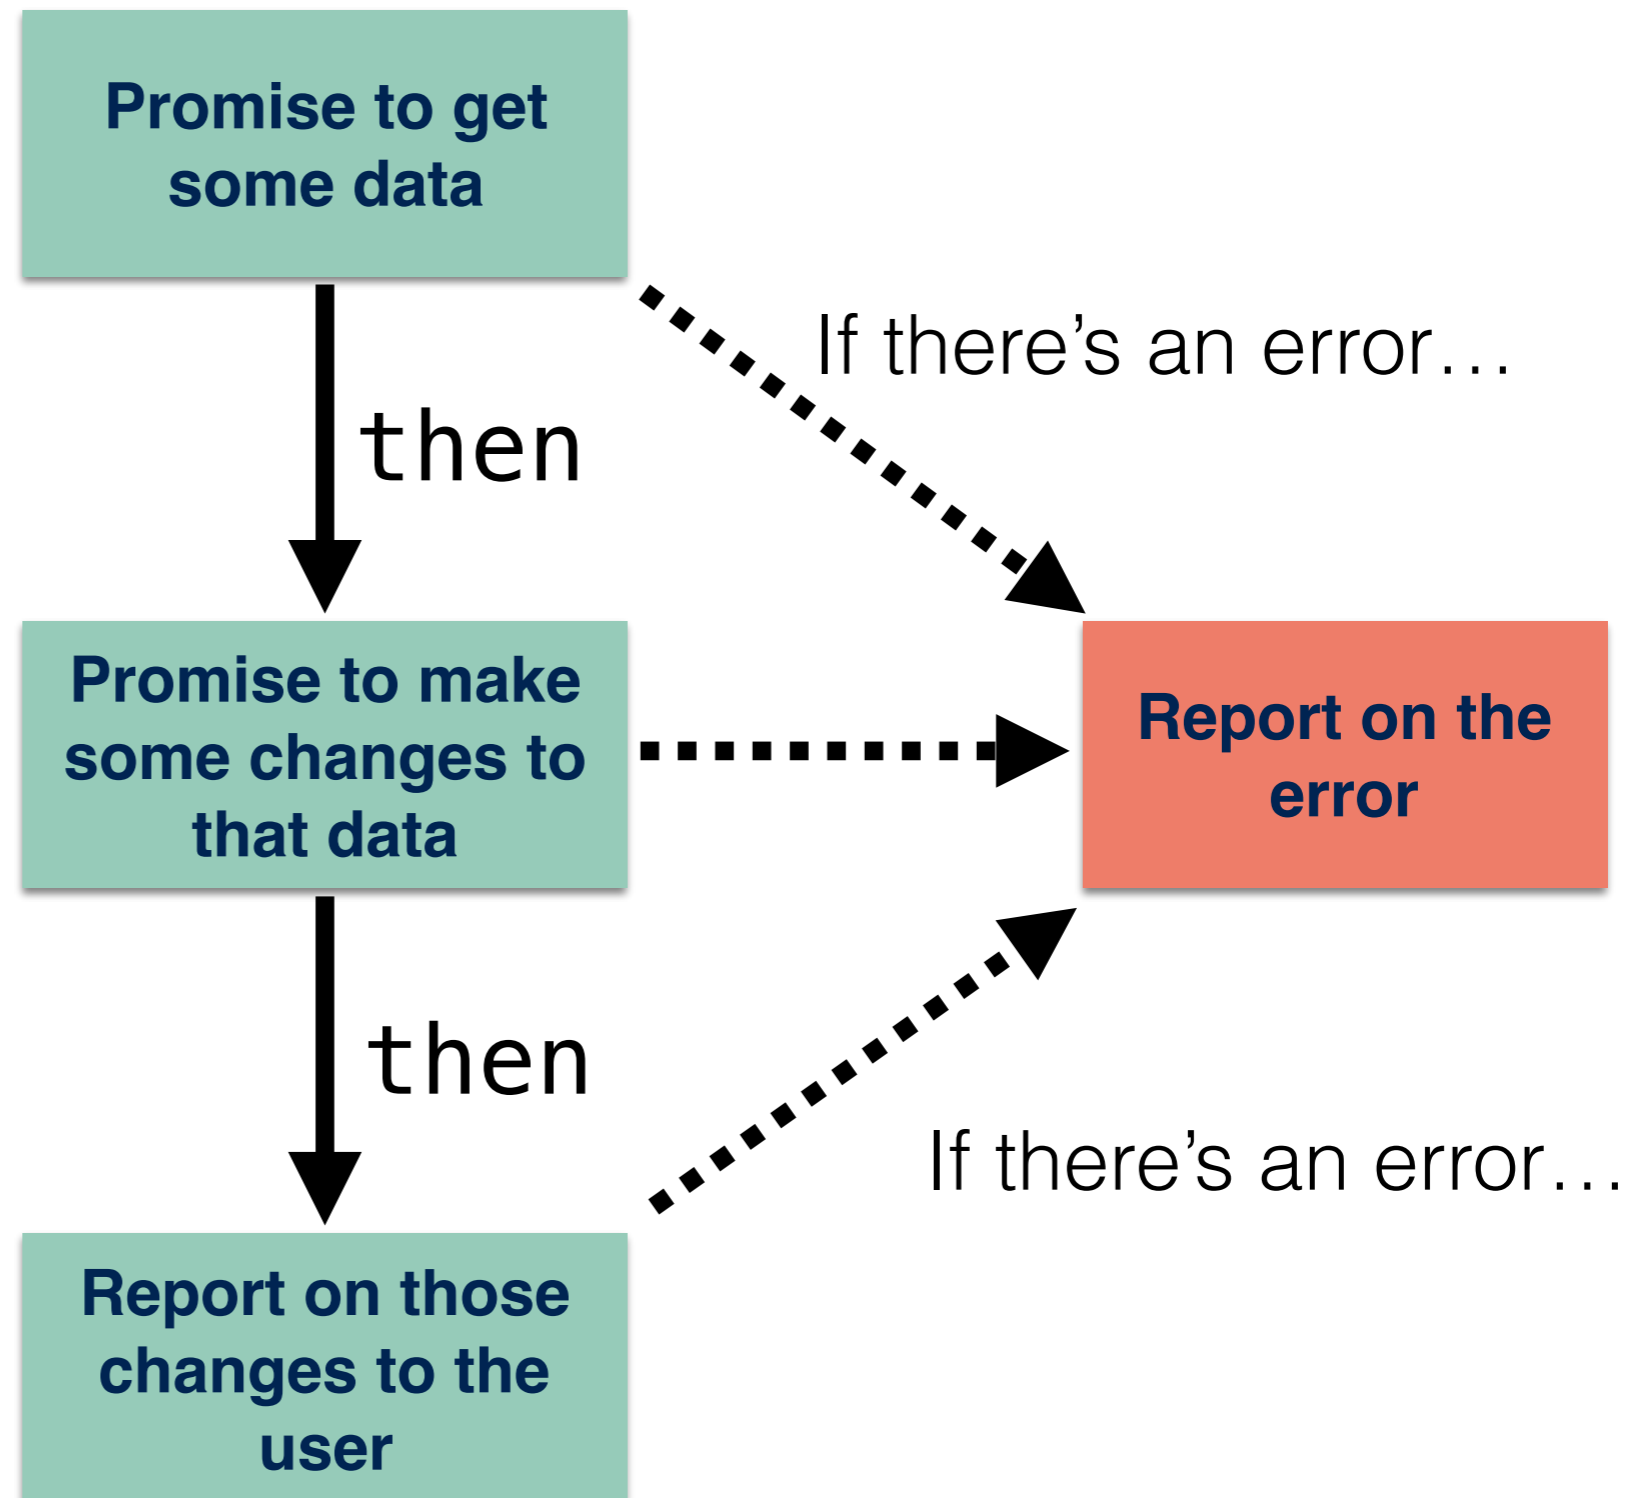 Promise to get
some data
If there’s an error…
then
Promise to make
some changes to
that data
Report on the
error
then
If there’s an error…
Report on those
changes to the
user